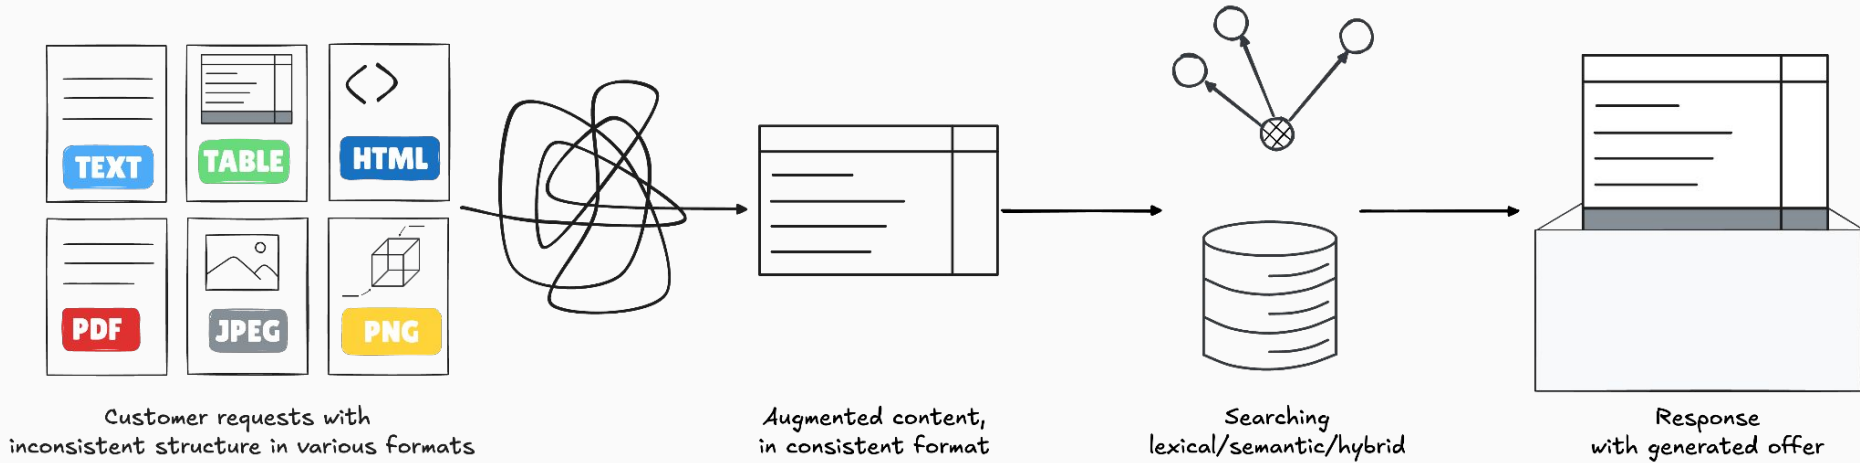 TEXT
TABLE
HTML
PDF
JPEG
PNG
Customer requests with
inconsistent structure in various formats
Augmented content,
in consistent format
Searching
lexical/semantic/hybrid
Response
with generated offer